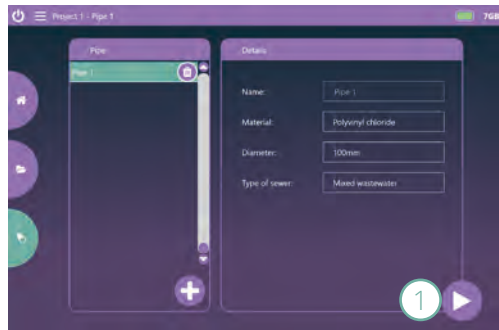 Project 1 - Pipe 1
7GB
Pipe
Pipe 1
Details
Name: Pipe 1
Material: Polyvinyl chloride
Diameter: 100mm
Type of sewer: Mixed wastewater
1